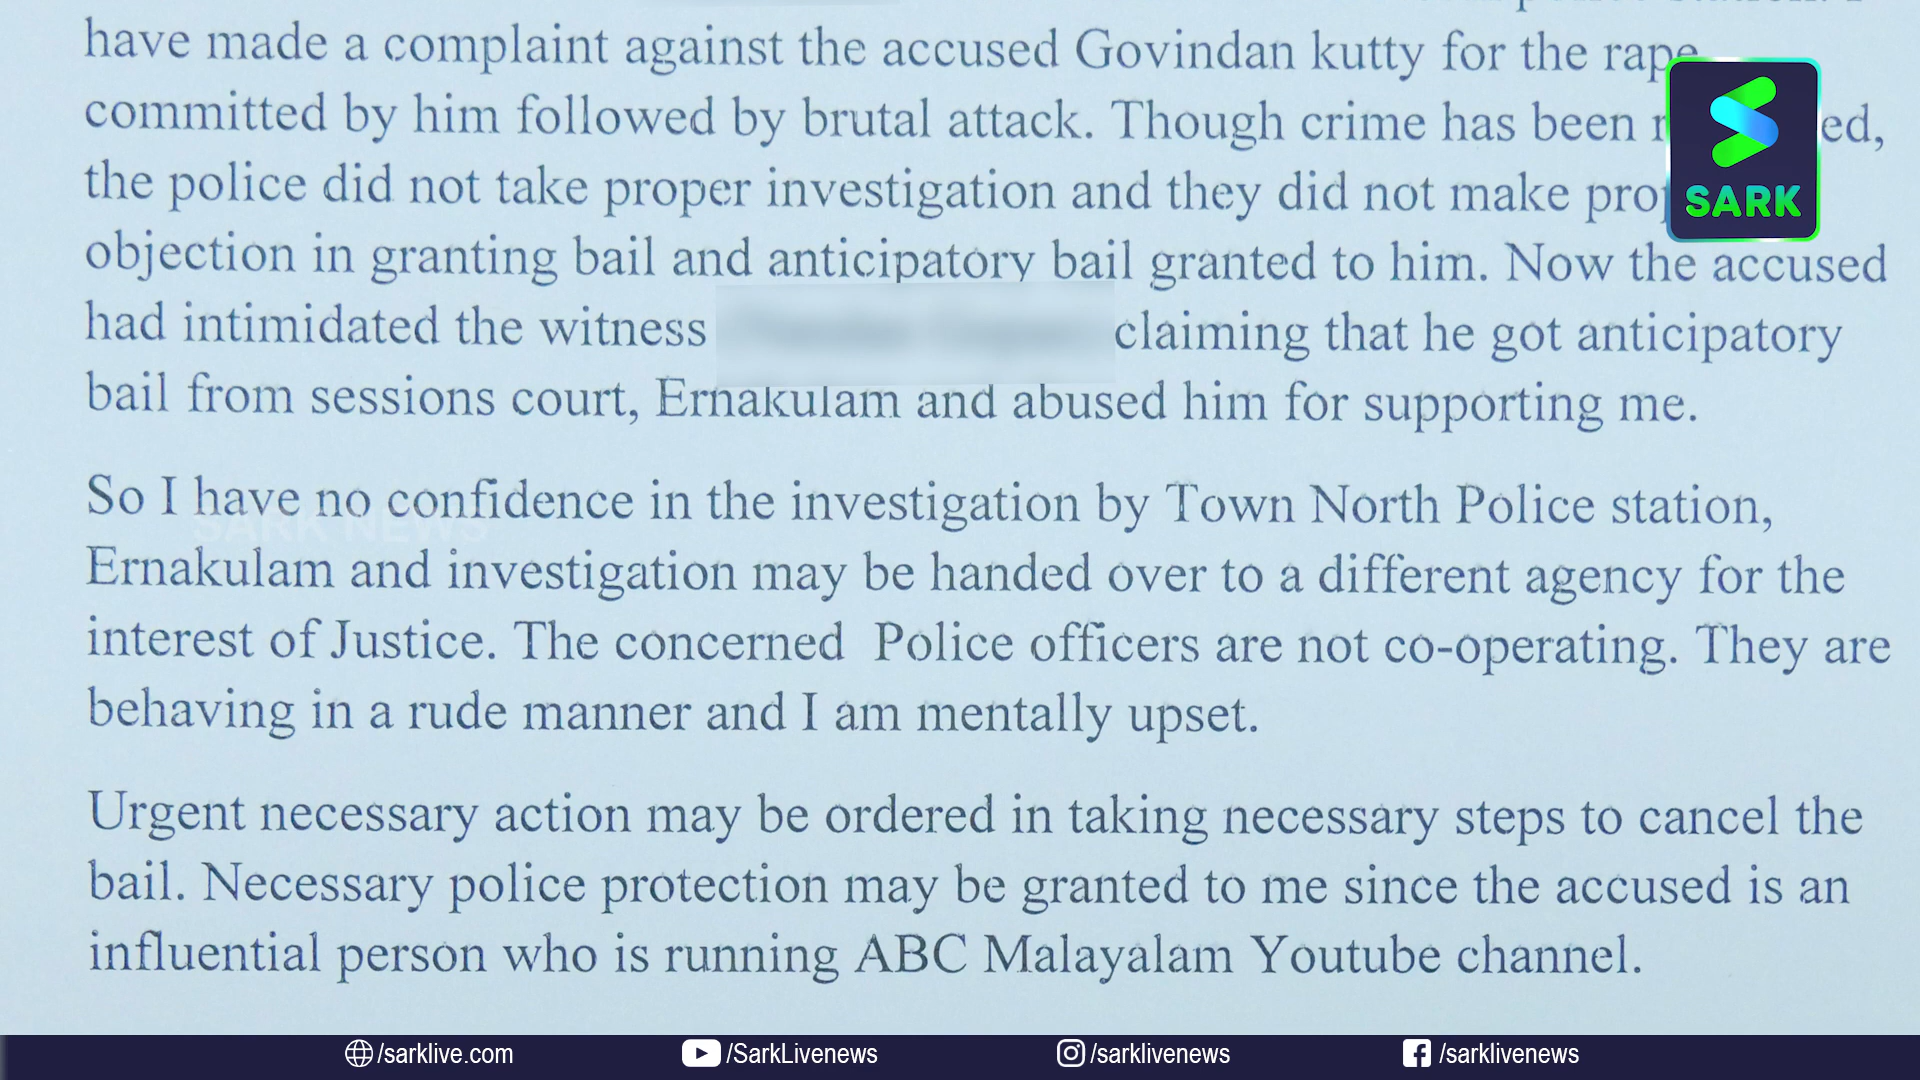 have made a complaint against the accused Govindan kutty for the rape
committed by him followed by brutal attack. Though crime has been
the police did not take proper investigation and they did not make
objection in granting bail and anticipatory bail granted to him. Now the accused
had intimidated the witness claiming that he got anticipatory
bail from sessions court, Ernakulam and abused him for supporting me.
So I have no confidence in the investigation by Town North Police station,
Ernakulam and investigation may be handed over to a different agency for the
interest of Justice. The concerned Police officers are not co-operating. They are
behaving in a rude manner and I am mentally upset.
Urgent necessary action may be ordered in taking necessary steps to cancel the
bail. Necessary police protection may be granted to me since the accused is an
influential person who is running ABC Malayalam Youtube channel.
SARK
SARK NEWS
/sarklive.com
/SarkLivenews
/sarklivenews
/sarklivenews